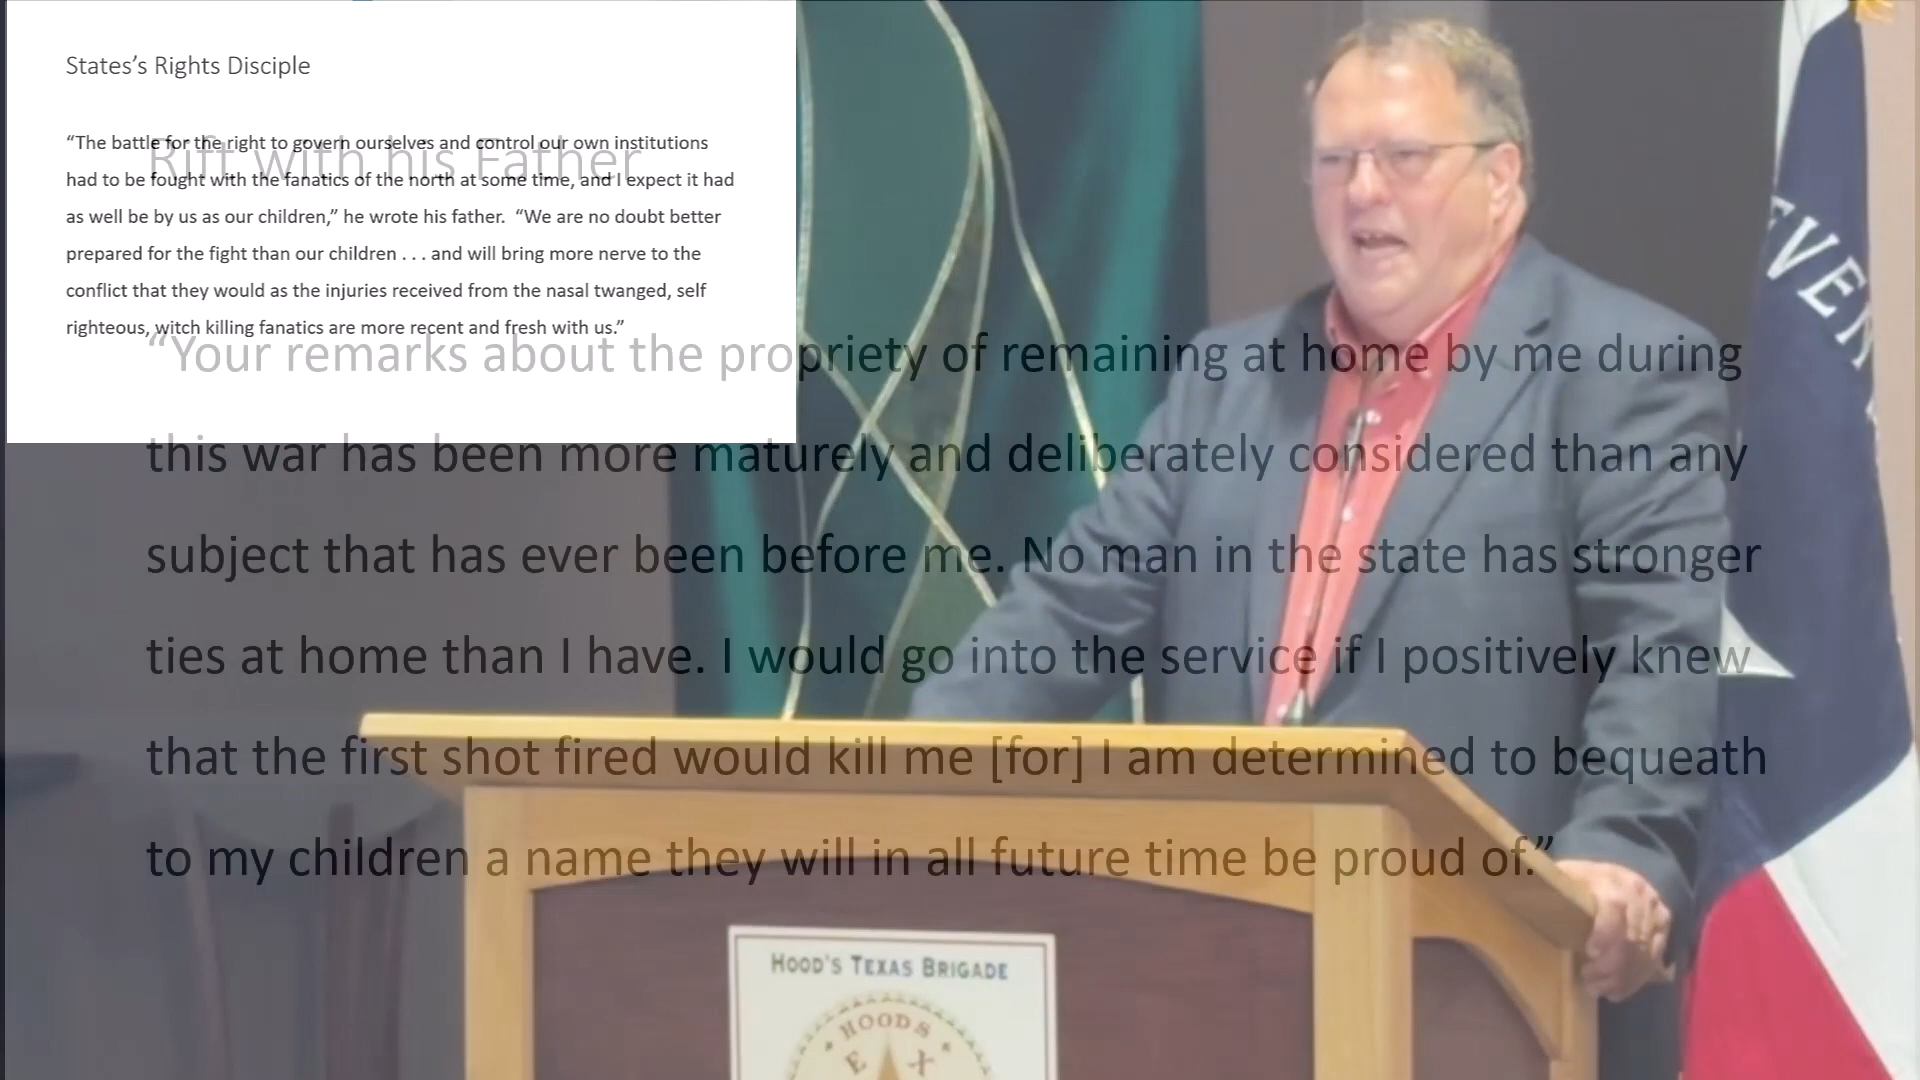 States’s Rights Disciple
“The battle for the right to govern ourselves and control our own institutions
had to be fought with the fanatics of the north at some time, and I expect it had
as well be by us as our children,” he wrote his father.  “We are no doubt better
prepared for the fight than our children . . . and will bring more nerve to the
conflict that they would as the injuries received from the nasal twanged, self
righteous, witch killing fanatics are more recent and fresh with us.”
Rift with his Father
“Your remarks about the propriety of remaining at home by me during
this war has been more maturely and deliberately considered than any
subject that has ever been before me. No man in the state has stronger
ties at home than I have. I would go into the service if I positively knew
that the first shot fired would kill me [for] I am determined to bequeath
to my children a name they will in all future time be proud of.”
HOOD'S TEXAS BRIGADE
HOODS